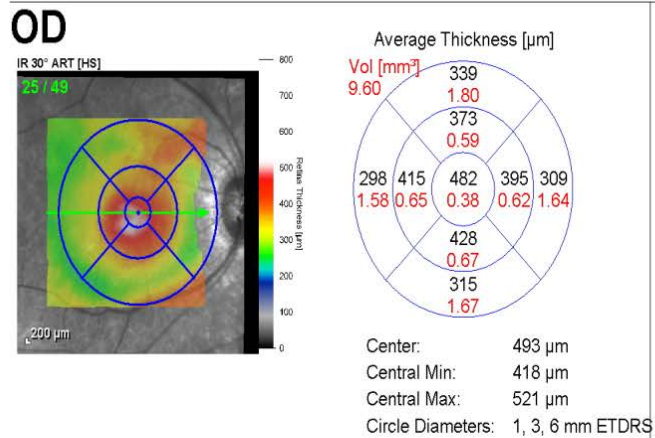 OD
IR 30° ART [HS]
25 / 49
800
700
600
500
400
300
200
100
0
Retina Thickness [µm]
200 µm
Average Thickness [µm]
Vol [mm³]
9.60
339
1.80
373
0.59
298 415 482 395 309
1.58 0.65 0.38 0.62 1.64
428
0.67
315
1.67
Center: 493 µm
Central Min: 418 µm
Central Max: 521 µm
Circle Diameters: 1, 3, 6 mm ETDRS